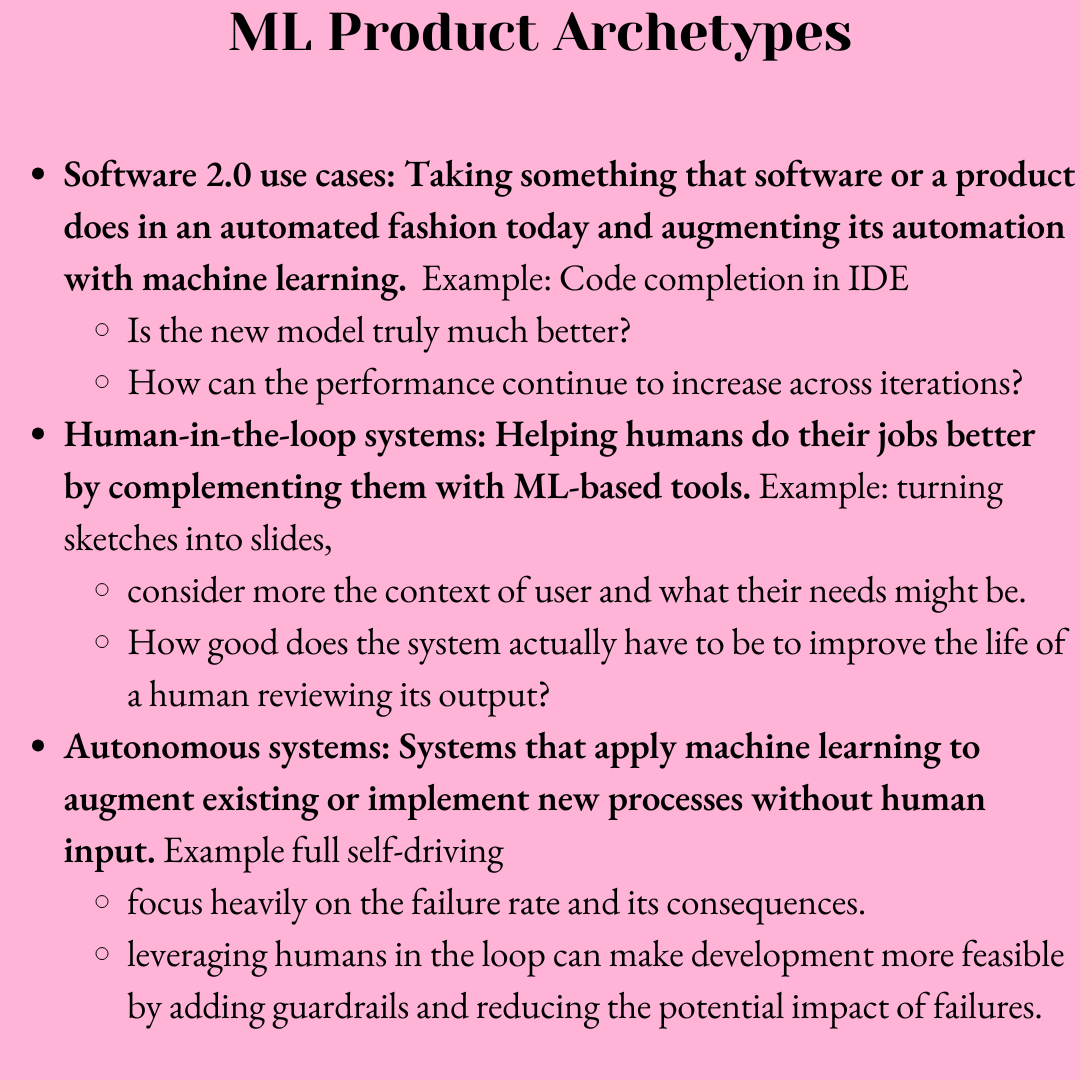 ML Product Archetypes
• Software 2.0 use cases: Taking something that software or a product
does in an automated fashion today and augmenting its automation
with machine learning.  Example: Code completion in IDE
◦ Is the new model truly much better?
◦ How can the performance continue to increase across iterations?
• Human-in-the-loop systems: Helping humans do their jobs better
by complementing them with ML-based tools. Example: turning
sketches into slides,
◦ consider more the context of user and what their needs might be.
◦ How good does the system actually have to be to improve the life of
a human reviewing its output?
• Autonomous systems: Systems that apply machine learning to
augment existing or implement new processes without human
input. Example full self-driving
◦ focus heavily on the failure rate and its consequences.
◦ leveraging humans in the loop can make development more feasible
by adding guardrails and reducing the potential impact of failures.